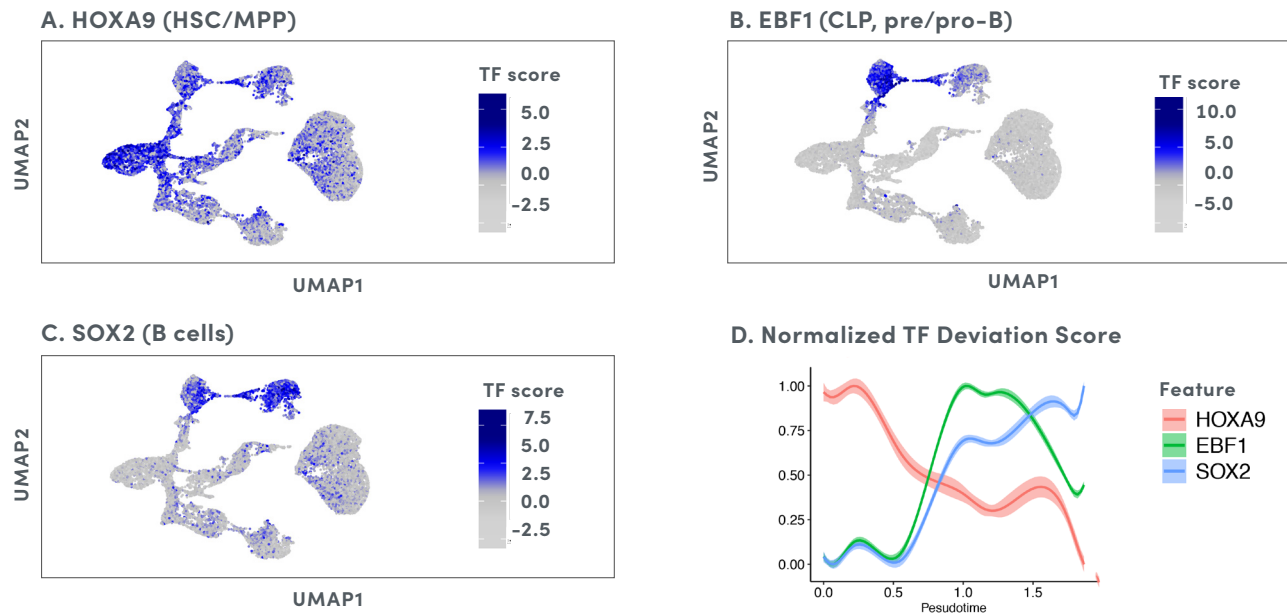 A. HOXA9 (HSC/MPP)
TF score
5.0
2.5
0.0
-2.5
UMAP2
UMAP1
B. EBF1 (CLP, pre/pro-B)
TF score
10.0
5.0
0.0
-5.0
UMAP2
UMAP1
C. SOX2 (B cells)
TF score
7.5
5.0
2.5
0.0
-2.5
UMAP2
UMAP1
D. Normalized TF Deviation Score
1.00
0.75
0.50
0.25
0.00
0.0 0.5 1.0 1.5
Pesudotime
Feature
HOXA9
EBF1
SOX2